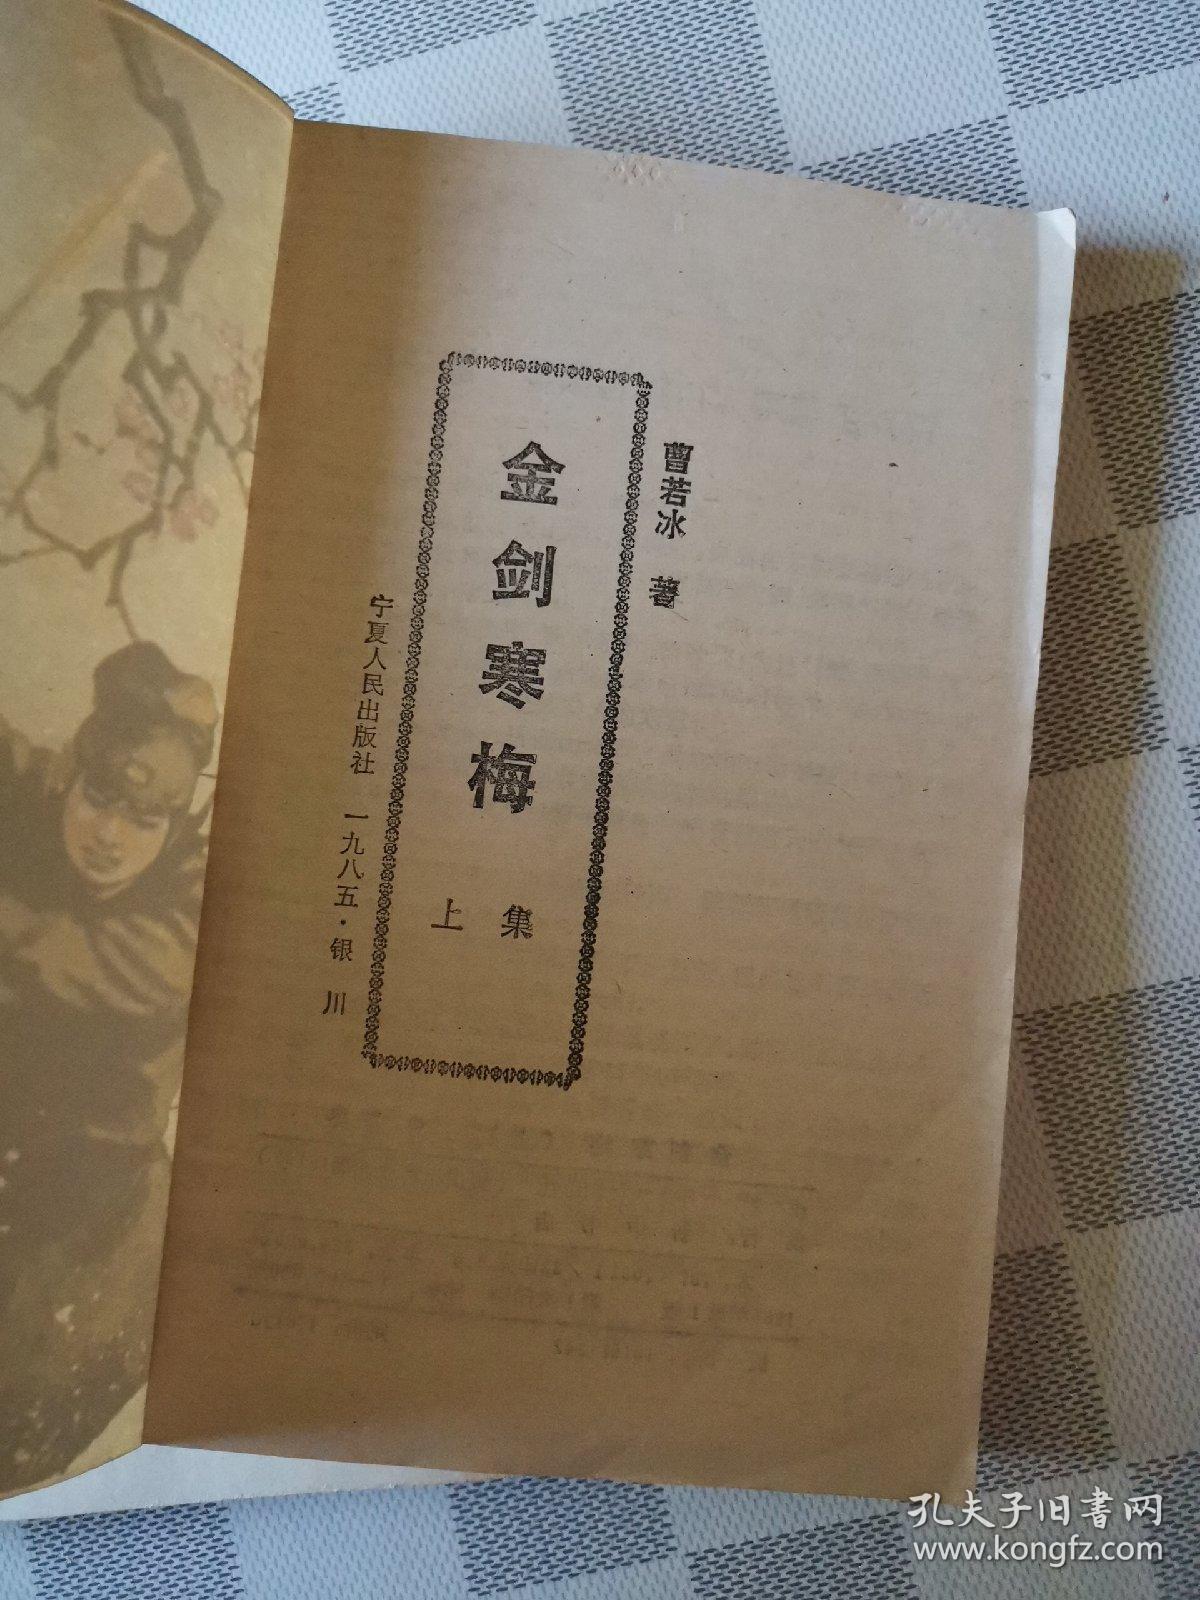 曹若冰 著
金剑寒梅
上集
宁夏人民出版社 一九八五·银川
孔夫子旧书网
www.kongfz.com